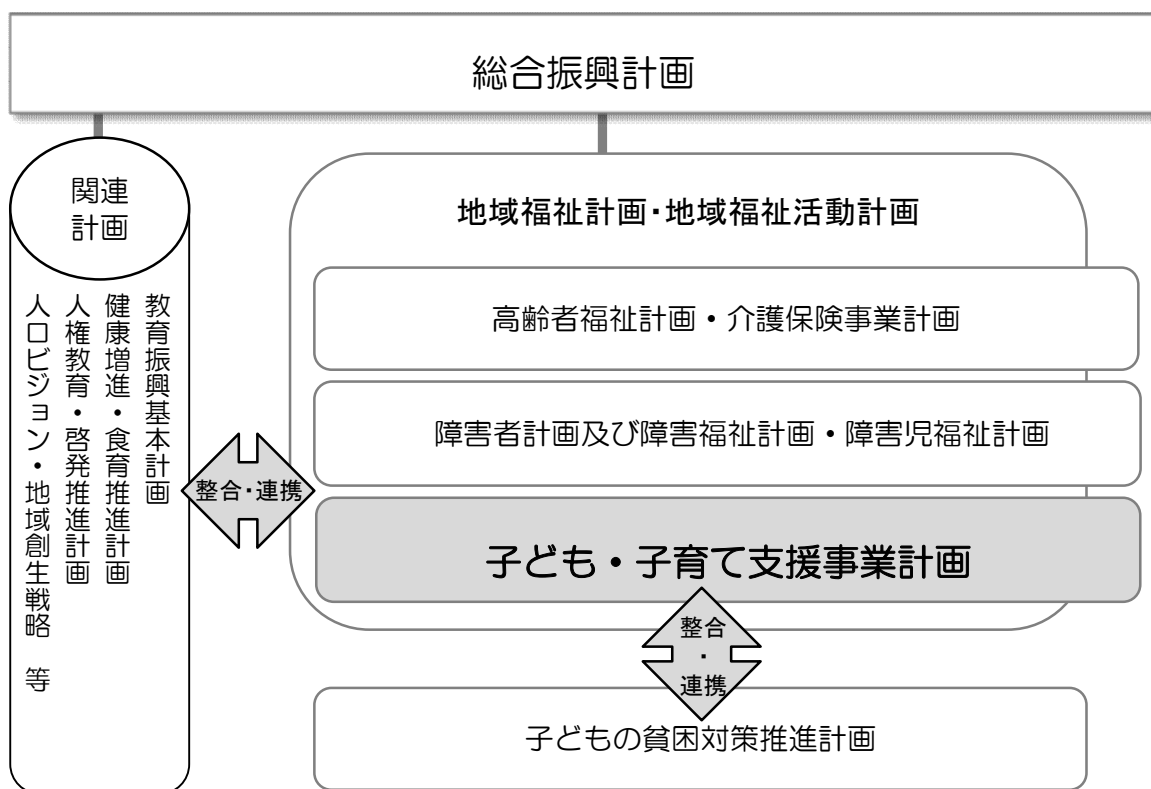 総合振興計画
関連
計画
教育振興基本計画
健康増進・食育推進計画
人権教育・啓発推進計画
人口ビジョン・地域創生戦略 等
整合・連携
地域福祉計画・地域福祉活動計画
高齢者福祉計画・介護保険事業計画
障害者計画及び障害福祉計画・障害児福祉計画
子ども・子育て支援事業計画
整合
・
連携
子どもの貧困対策推進計画